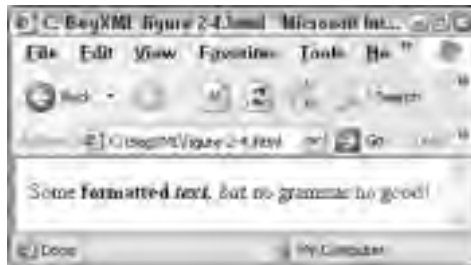 C:\BegXML\figure 2-4.html - Microsoft Int...
File Edit View Favorites Tools He »
Back Search »
C:\BegXML\figure 2-4.html Go »
Some formatted text, but no grammar no good!
Done My Computer